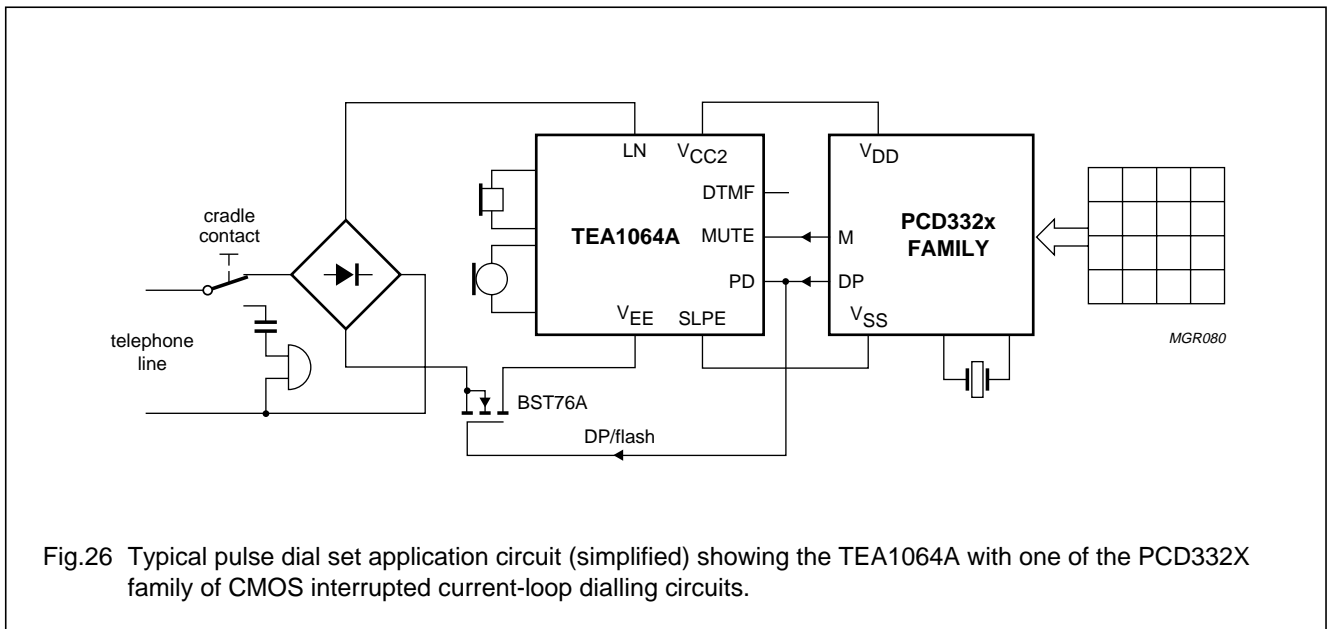 LN
VCC2
VDD
DTMF
cradle
contact
TEA1064A
MUTE
M
PCD332x
FAMILY
PD
DP
VEE
SLPE
VSS
telephone
line
MGR080
BST76A
DP/flash
Fig.26 Typical pulse dial set application circuit (simplified) showing the TEA1064A with one of the PCD332X
family of CMOS interrupted current-loop dialling circuits.